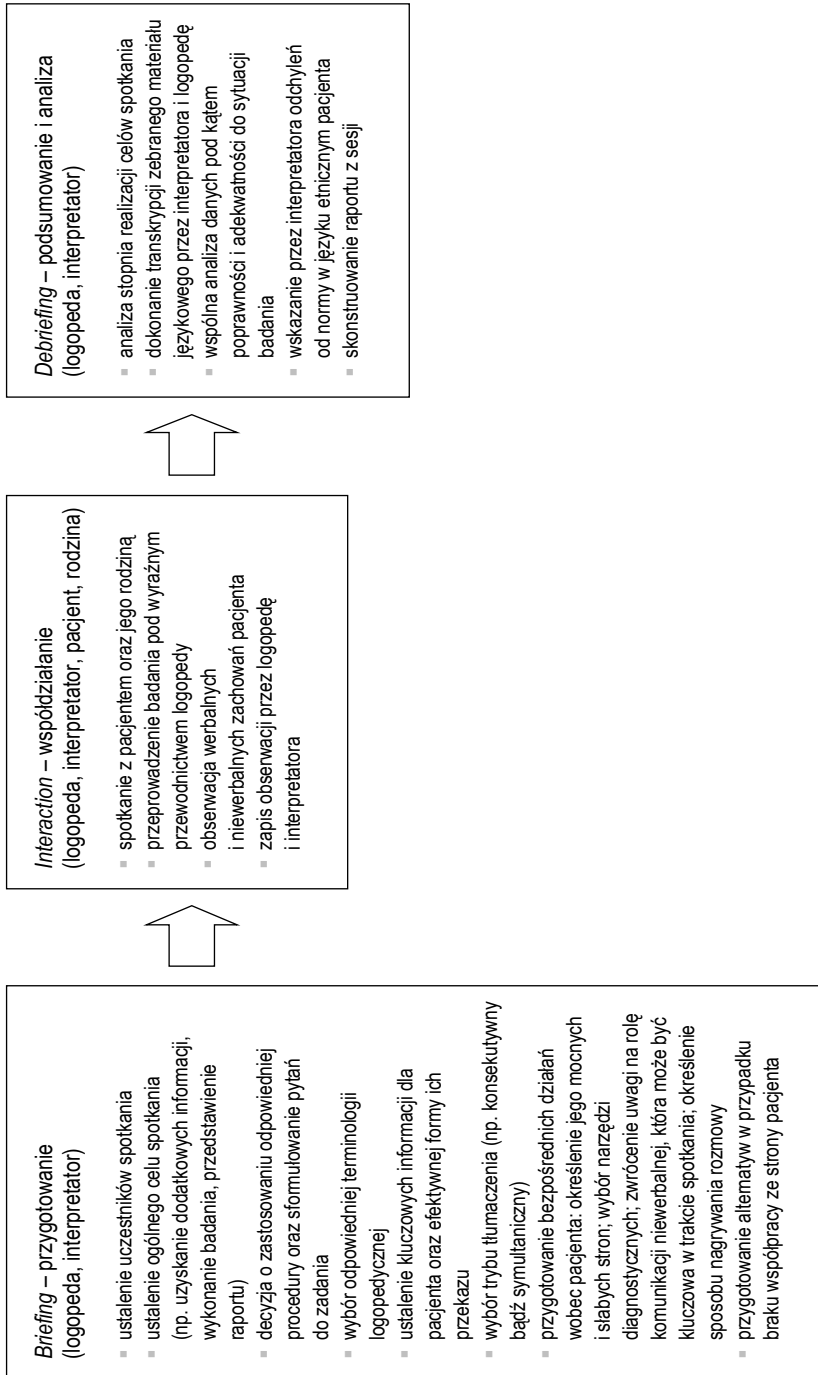 Briefing – przygotowanie
(logopeda, interpretator)
▪ ustalenie uczestników spotkania
▪ ustalenie ogólnego celu spotkania
(np. uzyskanie dodatkowych informacji,
wykonanie badania, przedstawienie
raportu)
▪ decyzja o zastosowaniu odpowiedniej
procedury oraz sformułowanie pytań
do zadania
▪ wybór odpowiedniej terminologii
logopedycznej
▪ ustalenie kluczowych informacji dla
pacjenta oraz efektywnej formy ich
przekazu
▪ wybór trybu tłumaczenia (np. konsekutywny
bądź symultaniczny)
▪ przygotowanie bezpośrednich działań
wobec pacjenta: określenie jego mocnych
i słabych stron; wybór narzędzi
diagnostycznych; zwrócenie uwagi na rolę
komunikacji niewerbalnej, która może być
kluczowa w trakcie spotkania; określenie
sposobu nagrywania rozmowy
▪ przygotowanie alternatyw w przypadku
braku współpracy ze strony pacjenta
Interaction – współdziałanie
(logopeda, interpretator, pacjent, rodzina)
▪ spotkanie z pacjentem oraz jego rodziną
▪ przeprowadzenie badania pod wyraźnym
przewodnictwem logopedy
▪ obserwacja werbalnych
i niewerbalnych zachowań pacjenta
▪ zapis obserwacji przez logopedę
i interpretatora
Debriefing – podsumowanie i analiza
(logopeda, interpretator)
▪ analiza stopnia realizacji celów spotkania
▪ dokonanie transkrypcji zebranego materiału
językowego przez interpretatora i logopedę
▪ wspólna analiza danych pod kątem
poprawności i adekwatności do sytuacji
badania
▪ wskazanie przez interpretatora odchyleń
od normy w języku etnicznym pacjenta
▪ skonstruowanie raportu z sesji